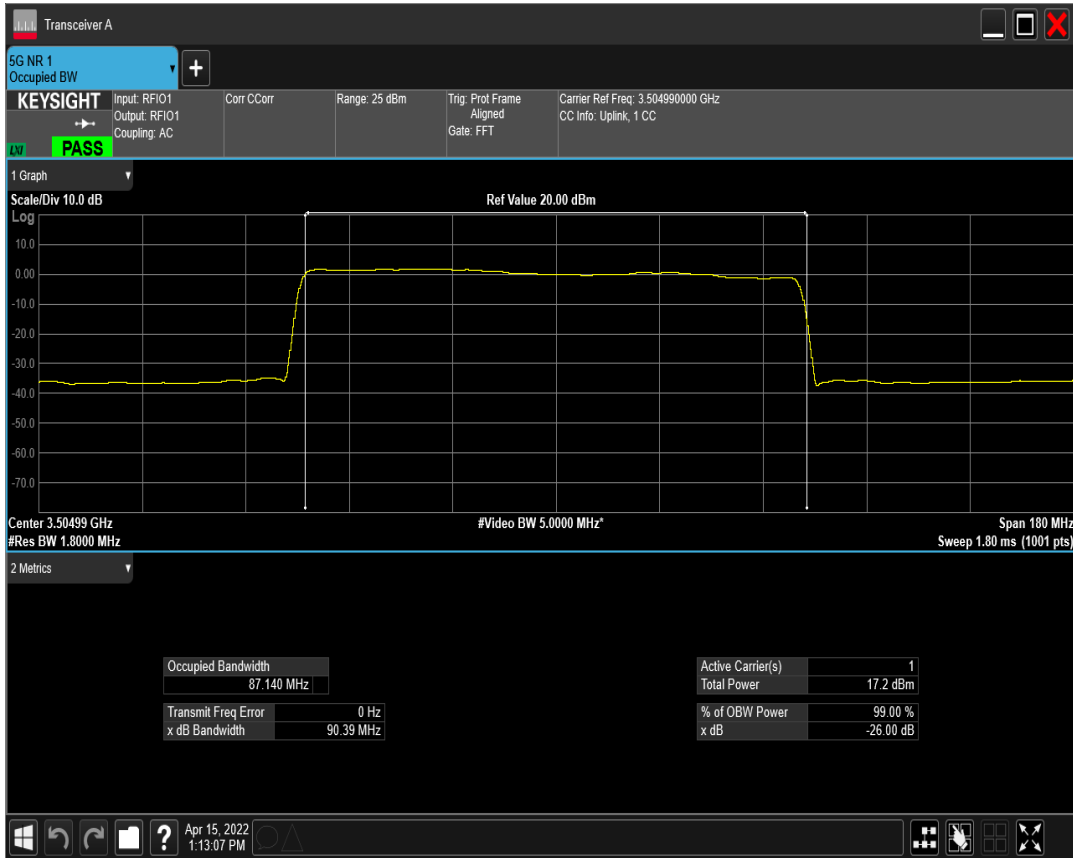 Transceiver A
5G NR 1
Occupied BW
KEYSIGHT
Input: RFIO1
Output: RFIO1
Coupling: AC
Corr CCorr
Range: 25 dBm
Trig: Prot Frame
Aligned
Gate: FFT
Carrier Ref Freq: 3.504990000 GHz
CC Info: Uplink, 1 CC
LXI
PASS
1 Graph
Scale/Div 10.0 dB
Ref Value 20.00 dBm
Log
10.0
0.00
-10.0
-20.0
-30.0
-40.0
-50.0
-60.0
-70.0
Center 3.50499 GHz
#Video BW 5.0000 MHz*
Span 180 MHz
#Res BW 1.8000 MHz
Sweep 1.80 ms (1001 pts)
2 Metrics
Occupied Bandwidth
87.140 MHz
Transmit Freq Error 0 Hz
x dB Bandwidth 90.39 MHz
Active Carrier(s) 1
Total Power 17.2 dBm
% of OBW Power 99.00 %
x dB -26.00 dB
?
Apr 15, 2022
1:13:07 PM